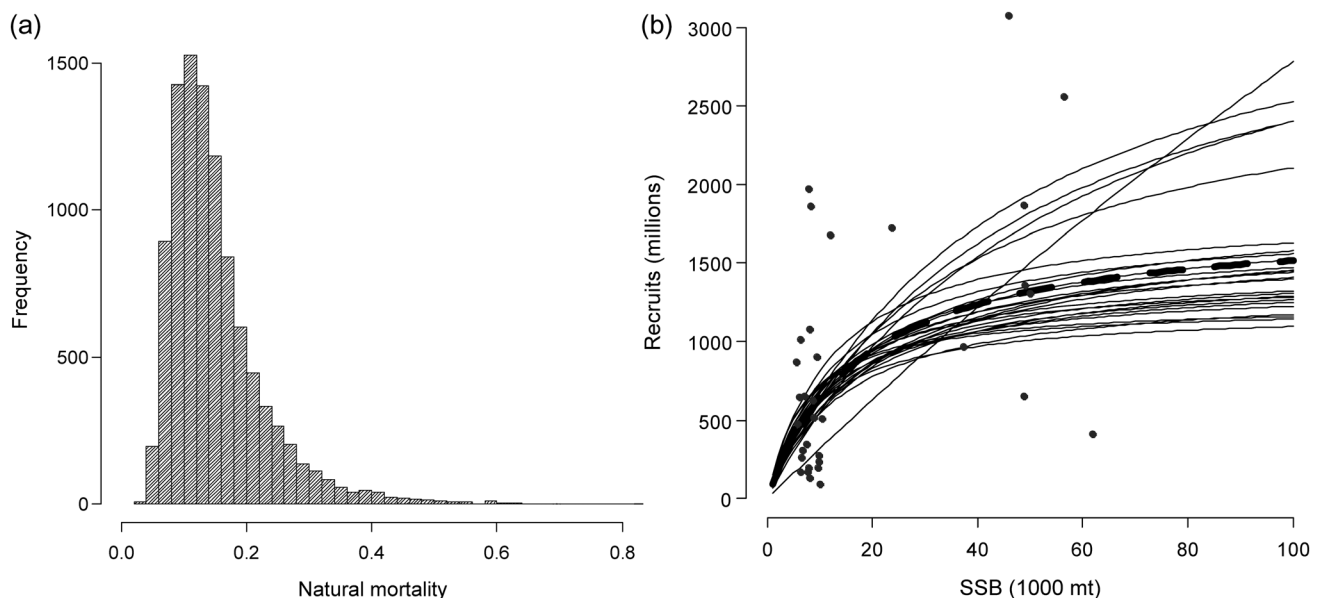 (a)
1500
1000
500
0
Frequency
0.0 0.2 0.4 0.6 0.8
Natural mortality
(b)
3000
2500
2000
1500
1000
500
0
Recruits (millions)
0 20 40 60 80 100
SSB (1000 mt)